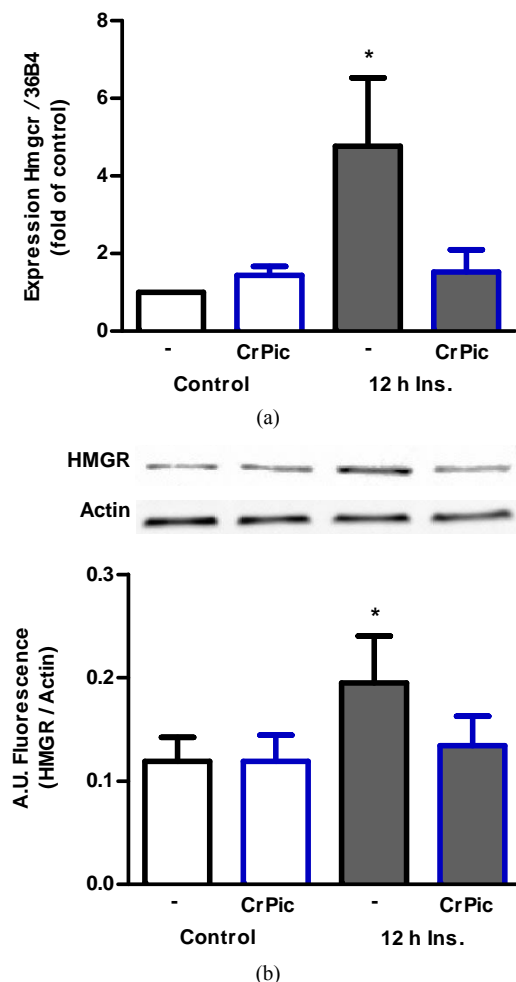 8
6
4
2
0
Expression Hmgcr / 36B4
(fold of control)
*
- CrPic - CrPic
Control 12 h Ins.
(a)
HMGR
Actin
0.3
0.2
0.1
0.0
A.U. Fluorescence
(HMGR / Actin)
*
- CrPic - CrPic
Control 12 h Ins.
(b)